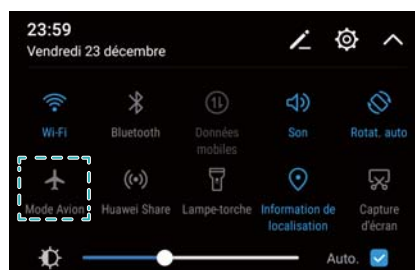 23:59
Vendredi 23 décembre
Wi-Fi Bluetooth Données Son Rotat. auto
mobiles
Mode Avion Huawei Share Lampe-torche Information de Capture
localisation d'écran
Auto.